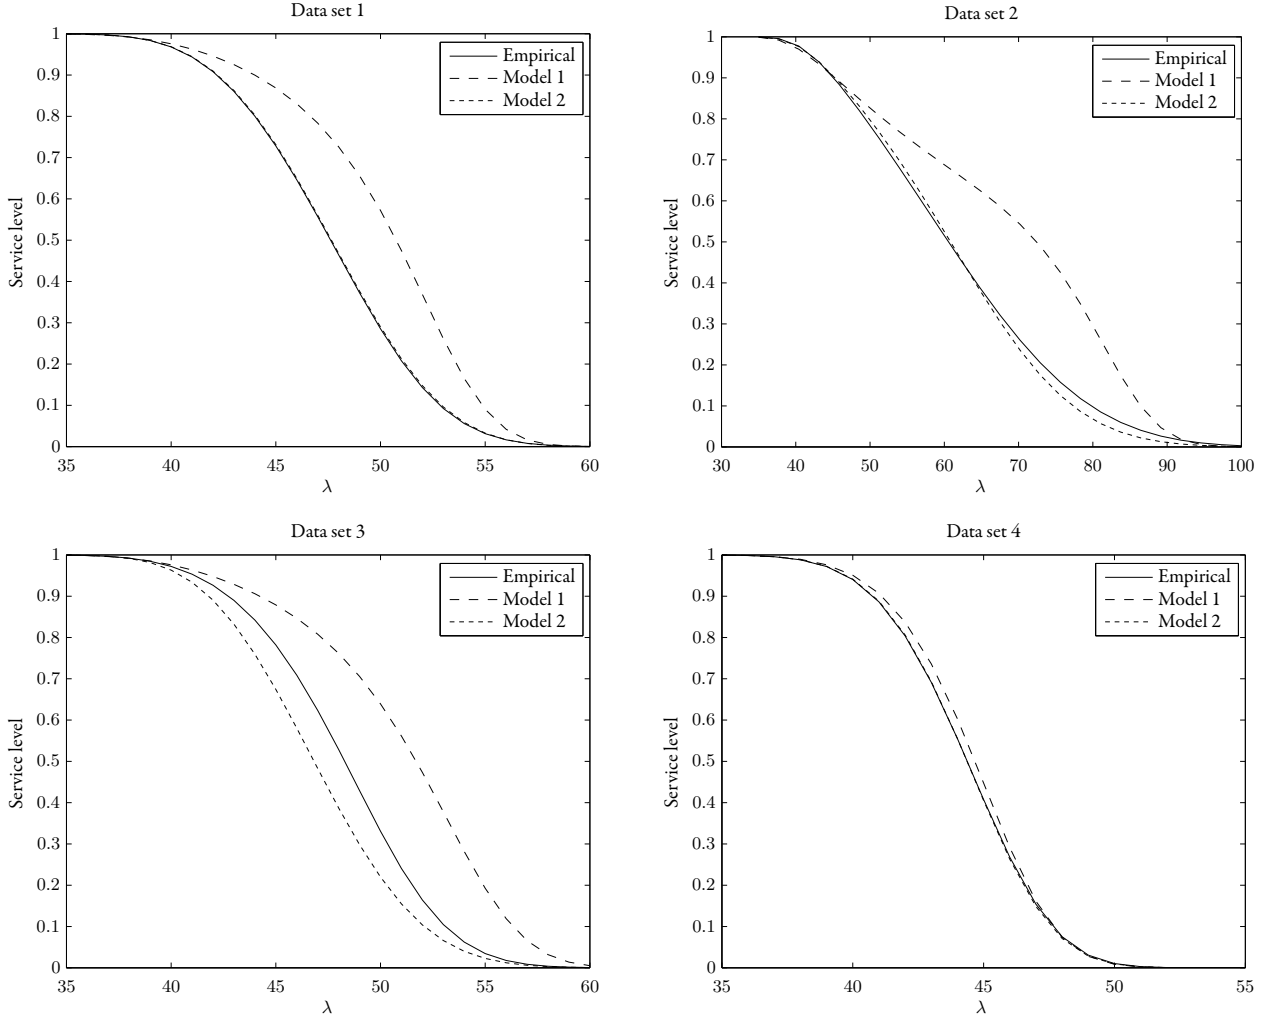 Data set 1
Service level
1
0.9
0.8
0.7
0.6
0.5
0.4
0.3
0.2
0.1
0
35 40 45 50 55 60
λ
Empirical
Model 1
Model 2
Data set 2
Service level
1
0.9
0.8
0.7
0.6
0.5
0.4
0.3
0.2
0.1
0
30 40 50 60 70 80 90 100
λ
Empirical
Model 1
Model 2
Data set 3
Service level
1
0.9
0.8
0.7
0.6
0.5
0.4
0.3
0.2
0.1
0
35 40 45 50 55 60
λ
Empirical
Model 1
Model 2
Data set 4
Service level
1
0.9
0.8
0.7
0.6
0.5
0.4
0.3
0.2
0.1
0
35 40 45 50 55
λ
Empirical
Model 1
Model 2